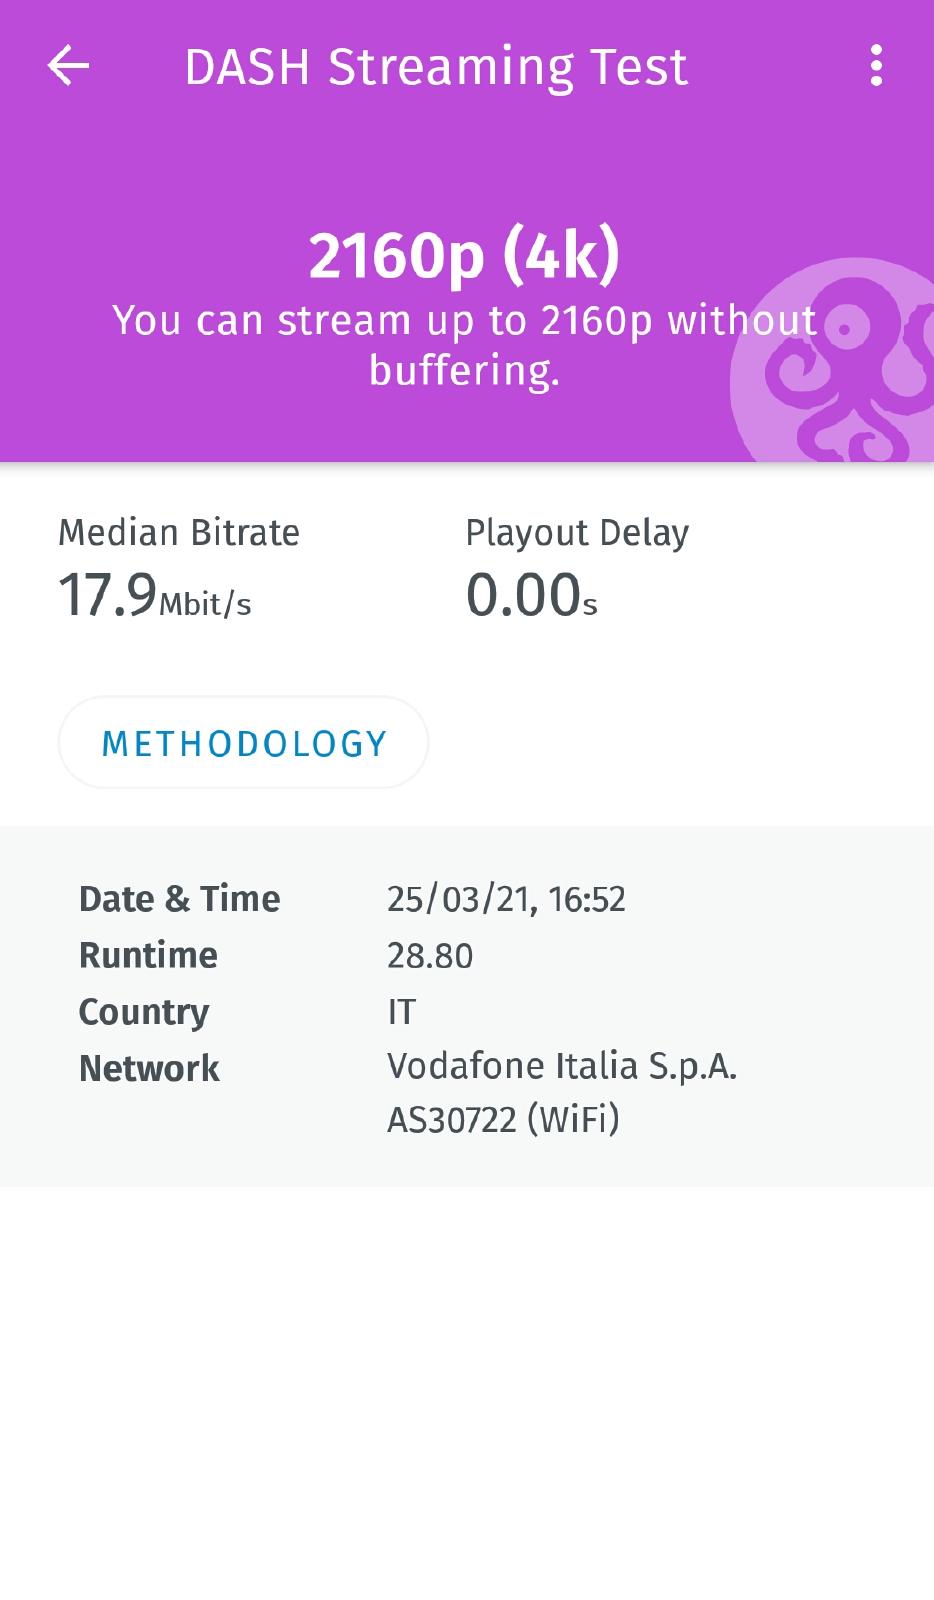 DASH Streaming Test
2160p (4k)
You can stream up to 2160p without
buffering.
Median Bitrate
17.9Mbit/s
Playout Delay
0.00s
METHODOLOGY
Date & Time 25/03/21, 16:52
Runtime 28.80
Country IT
Network Vodafone Italia S.p.A.
AS30722 (WiFi)